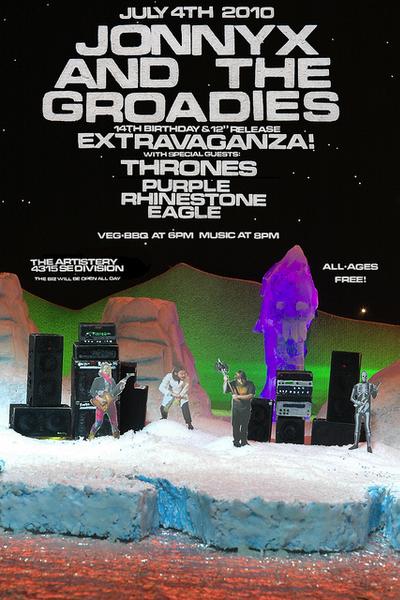 JULY 4TH 2010
JONNYX
AND THE
GROADIES
14TH BIRTHDAY & 12" RELEASE
EXTRAVAGANZA!
WITH SPECIAL GUESTS:
THRONES
PURPLE
RHINESTONE
EAGLE
VEG-BBQ AT 6PM MUSIC AT 8PM
THE ARTISTERY
4315 SE DIVISION
THE BIZ WILL BE OPEN ALL DAY
ALL-AGES
FREE!